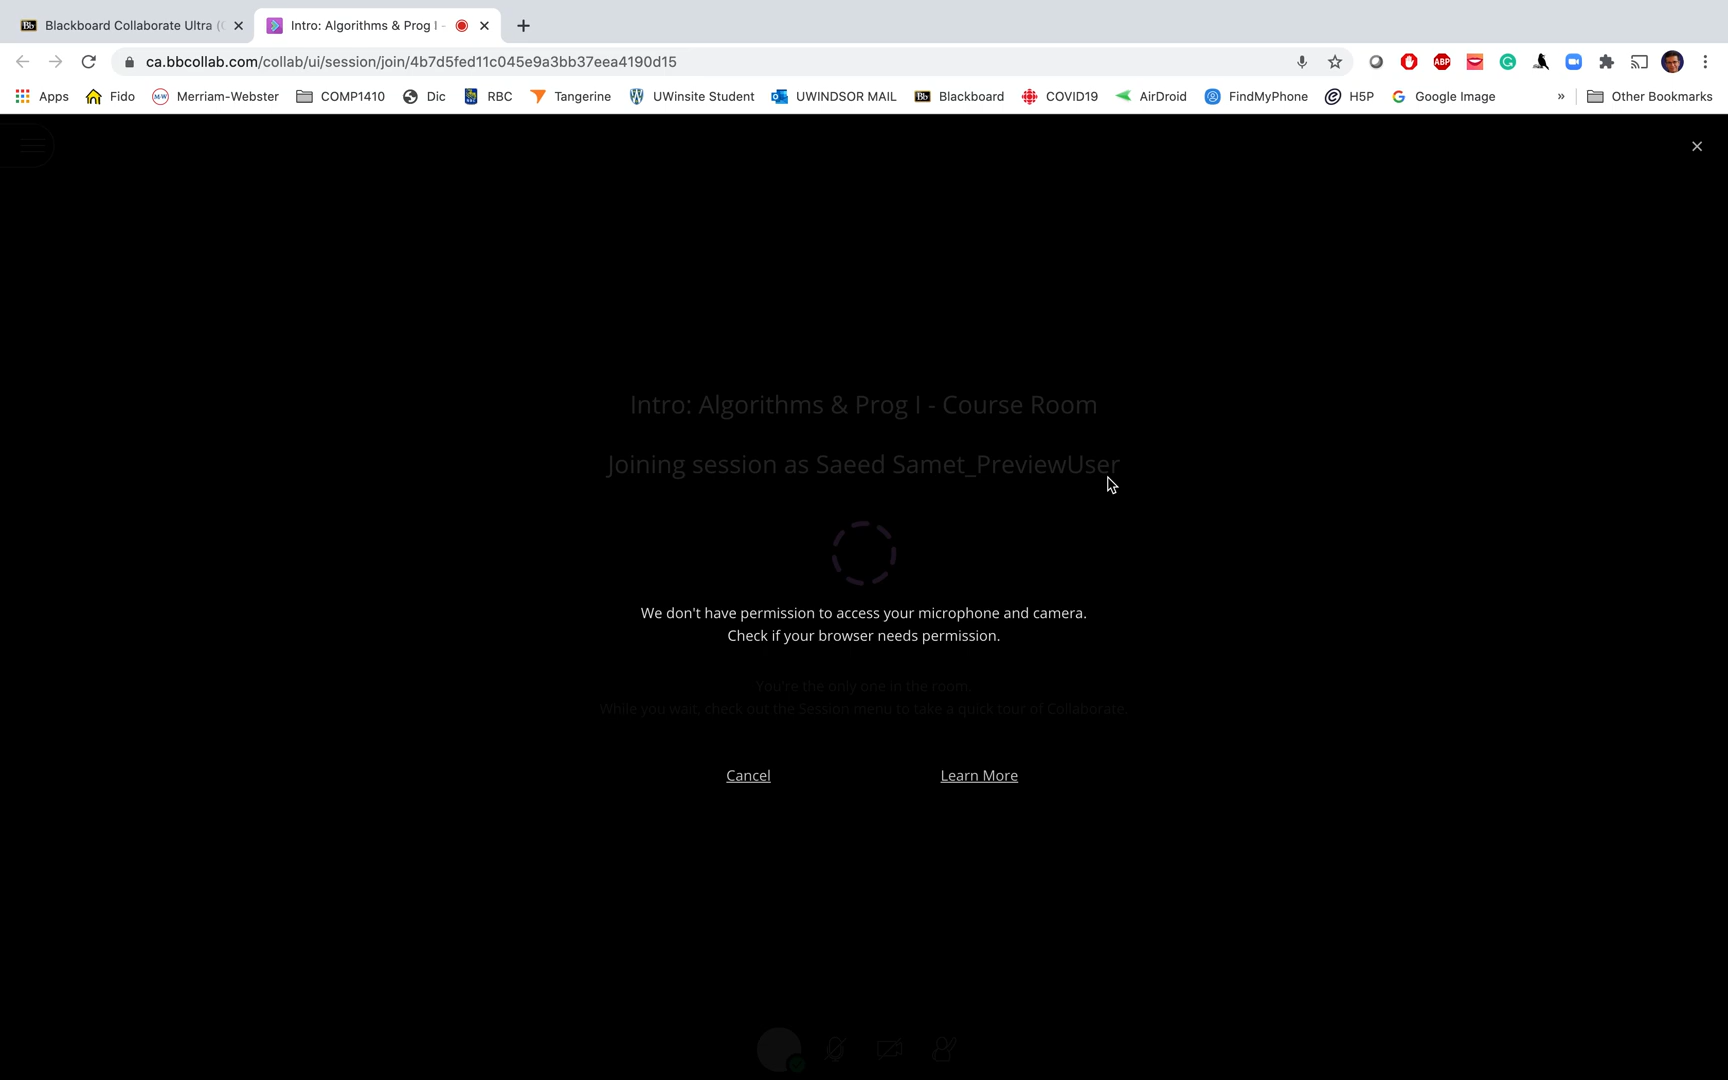 Blackboard Collaborate Ultra (
Intro: Algorithms & Prog I -
ca.bbcollab.com/collab/ui/session/join/4b7d5fed11c045e9a3bb37eea4190d15
ABP
Apps Fido Merriam-Webster COMP1410 Dic RBC Tangerine UWinsite Student UWINDSOR MAIL Blackboard COVID19 AirDroid FindMyPhone H5P Google Image » Other Bookmarks
Intro: Algorithms & Prog I - Course Room
Joining session as Saeed Samet_PreviewUser
We don't have permission to access your microphone and camera.
Check if your browser needs permission.
You're the only one in the room.
While you wait, check out the Session menu to take a quick tour of Collaborate.
Cancel Learn More